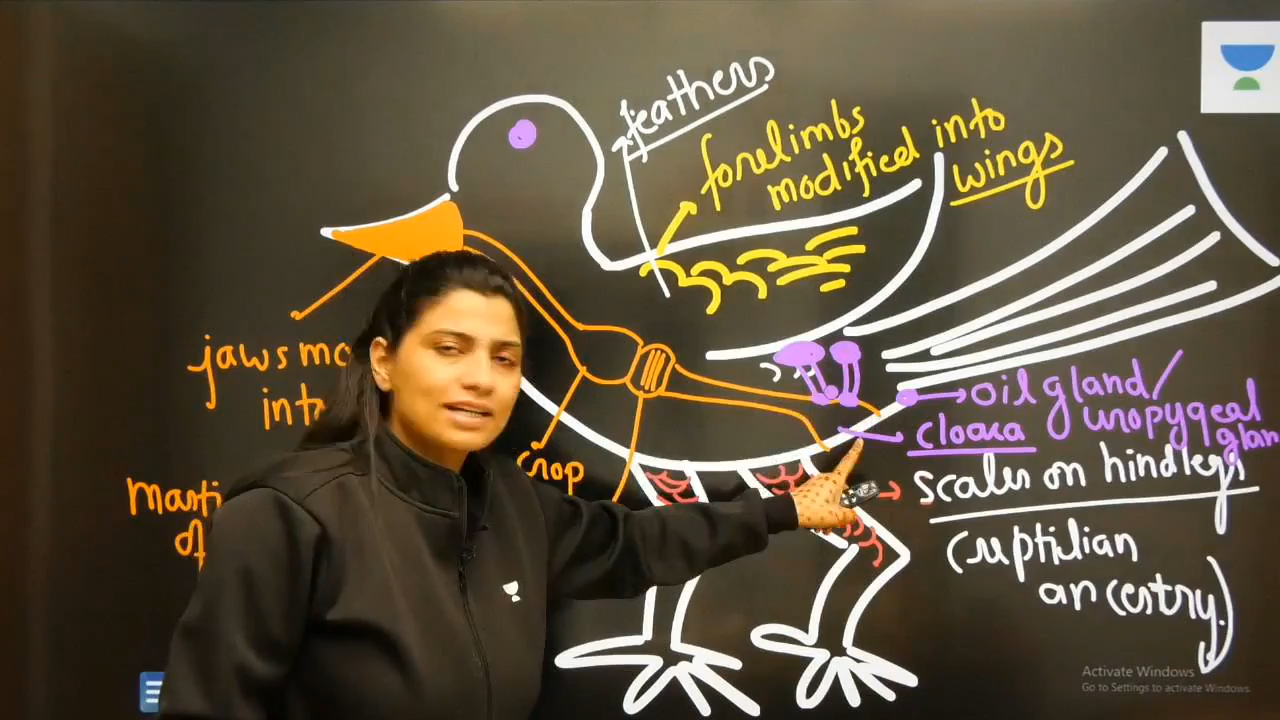 feathers
forelimbs
modified into
wings
jaws mo
into
crop
Masti
of
oil gland/
uropygeal
gland
cloaca
scales on hindlegs
(reptilian
ancestry)
Activate Windows
Go to Settings to activate Windows.